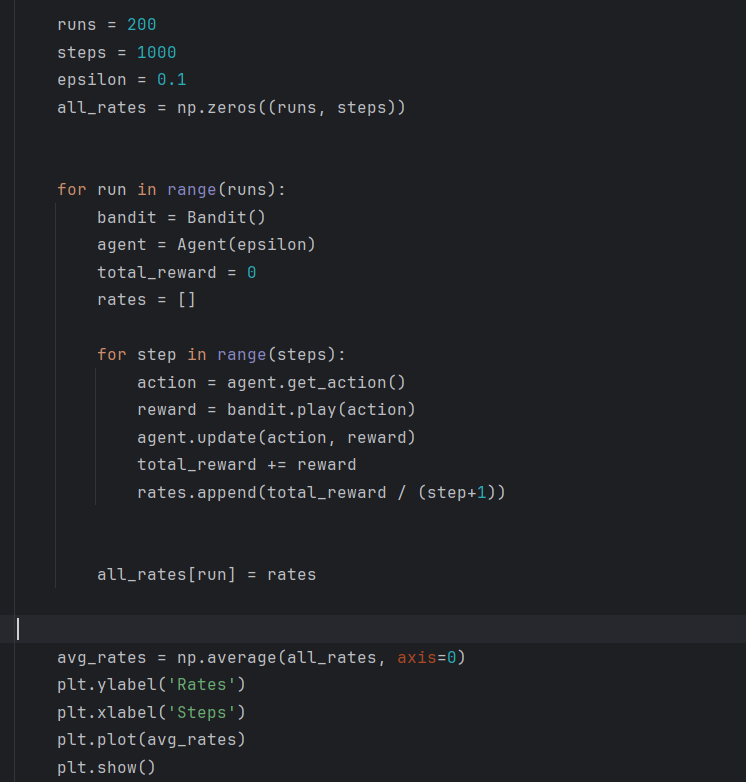 runs = 200
steps = 1000
epsilon = 0.1
all_rates = np.zeros((runs, steps))
for run in range(runs):
    bandit = Bandit()
    agent = Agent(epsilon)
    total_reward = 0
    rates = []
    for step in range(steps):
        action = agent.get_action()
        reward = bandit.play(action)
        agent.update(action, reward)
        total_reward += reward
        rates.append(total_reward / (step+1))
    all_rates[run] = rates
avg_rates = np.average(all_rates, axis=0)
plt.ylabel('Rates')
plt.xlabel('Steps')
plt.plot(avg_rates)
plt.show()